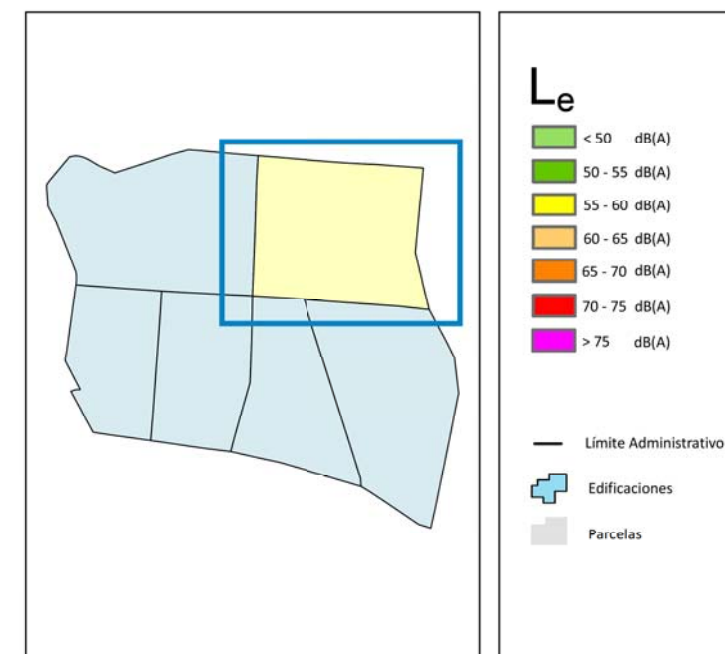 Le
< 50 dB(A)
50 - 55 dB(A)
55 - 60 dB(A)
60 - 65 dB(A)
65 - 70 dB(A)
70 - 75 dB(A)
> 75 dB(A)
Límite Administrativo
Edificaciones
Parcelas